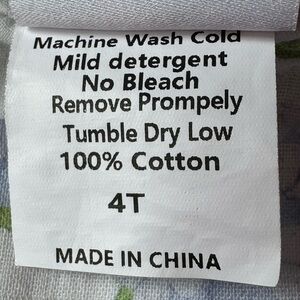 Machine Wash Cold
Mild detergent
No Bleach
Remove Prompely
Tumble Dry Low
100% Cotton
4T
MADE IN CHINA